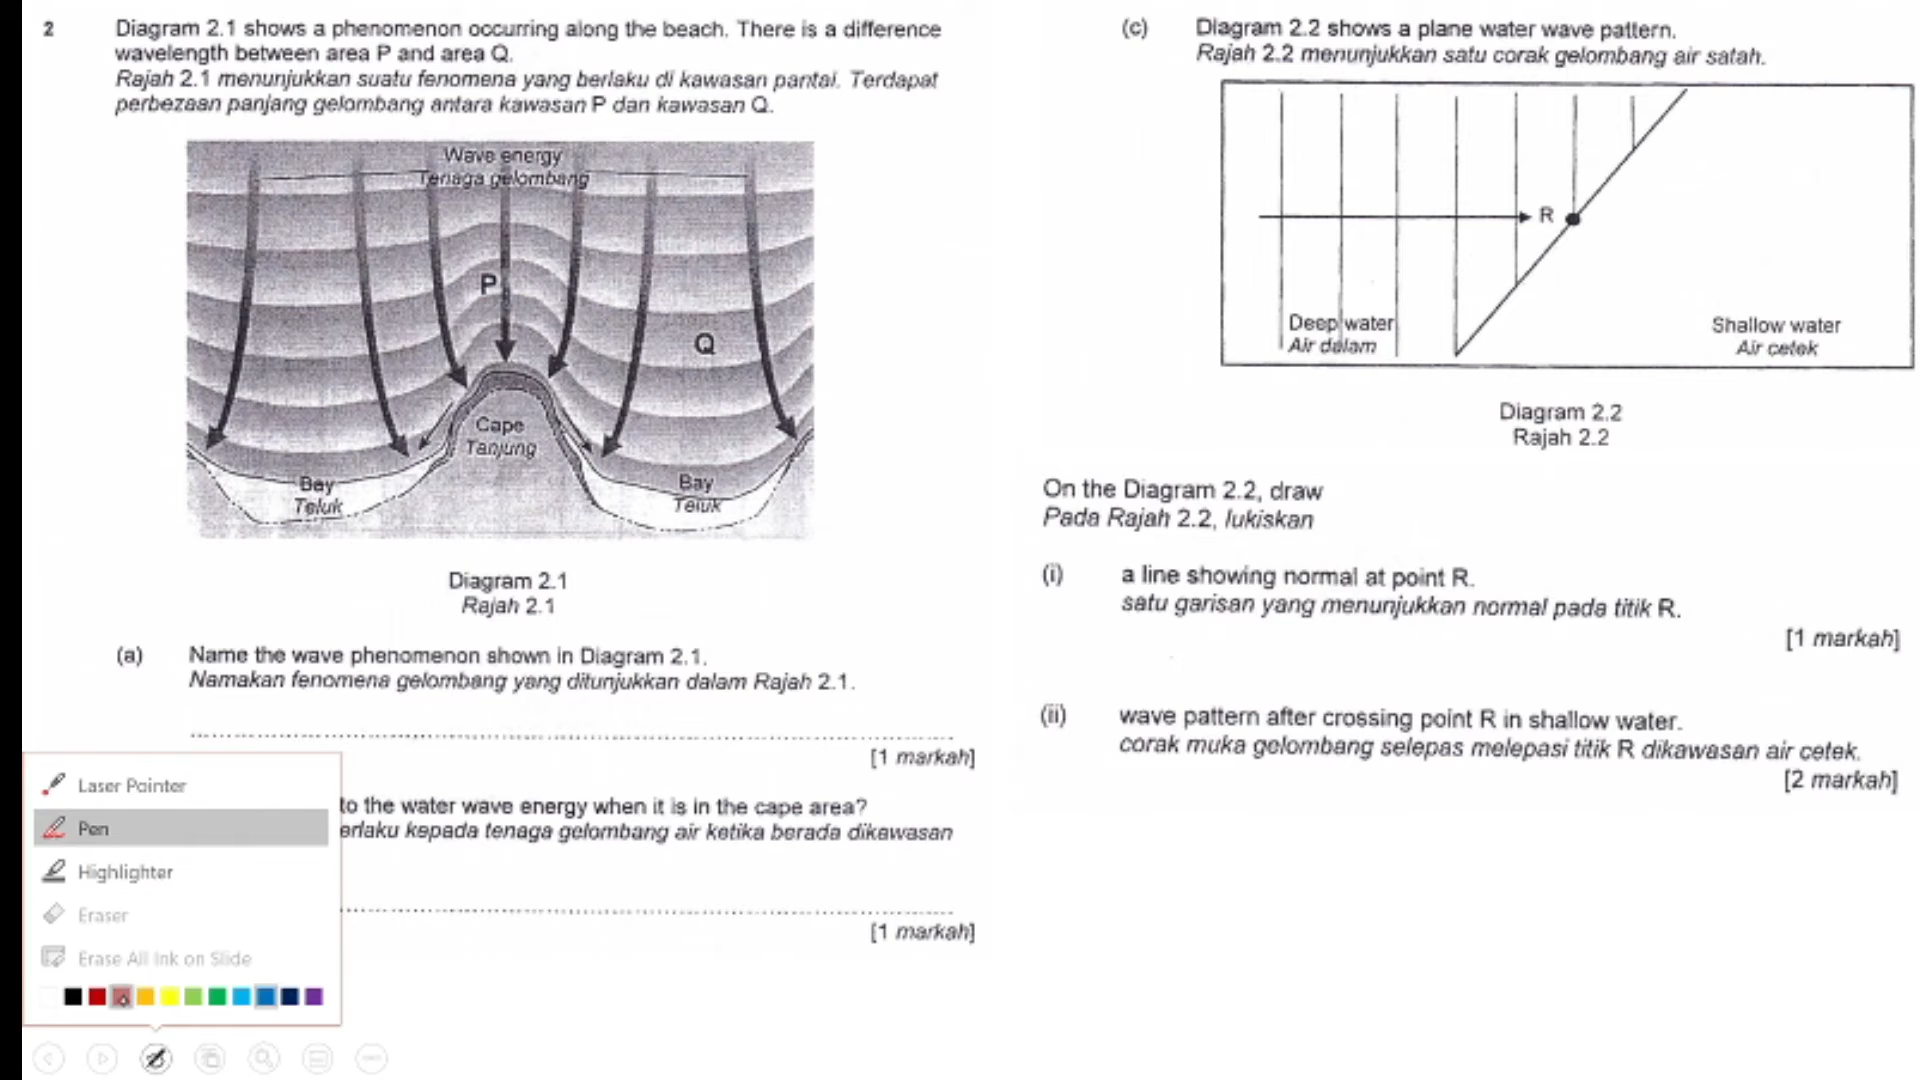 2 Diagram 2.1 shows a phenomenon occurring along the beach. There is a difference
wavelength between area P and area Q.
Rajah 2.1 menunjukkan suatu fenomena yang berlaku di kawasan pantai. Terdapat
perbezaan panjang gelombang antara kawasan P dan kawasan Q.
Wave energy
Tenaga gelombang
P
Q
Cape
Tanjung
Bay
Teluk
Bay
Teluk
Diagram 2.1
Rajah 2.1
(a) Name the wave phenomenon shown in Diagram 2.1.
Namakan fenomena gelombang yang ditunjukkan dalam Rajah 2.1.
[1 markah]
to the water wave energy when it is in the cape area?
erlaku kepada tenaga gelombang air ketika berada dikawasan
[1 markah]
Laser Pointer
Pen
Highlighter
Eraser
Erase All Ink on Slide
(c) Diagram 2.2 shows a plane water wave pattern.
Rajah 2.2 menunjukkan satu corak gelombang air satah.
R
Deep water
Air dalam
Shallow water
Air cetek
Diagram 2.2
Rajah 2.2
On the Diagram 2.2, draw
Pada Rajah 2.2, lukiskan
(i) a line showing normal at point R.
satu garisan yang menunjukkan normal pada titik R.
[1 markah]
(ii) wave pattern after crossing point R in shallow water.
corak muka gelombang selepas melepasi titik R dikawasan air cetek.
[2 markah]